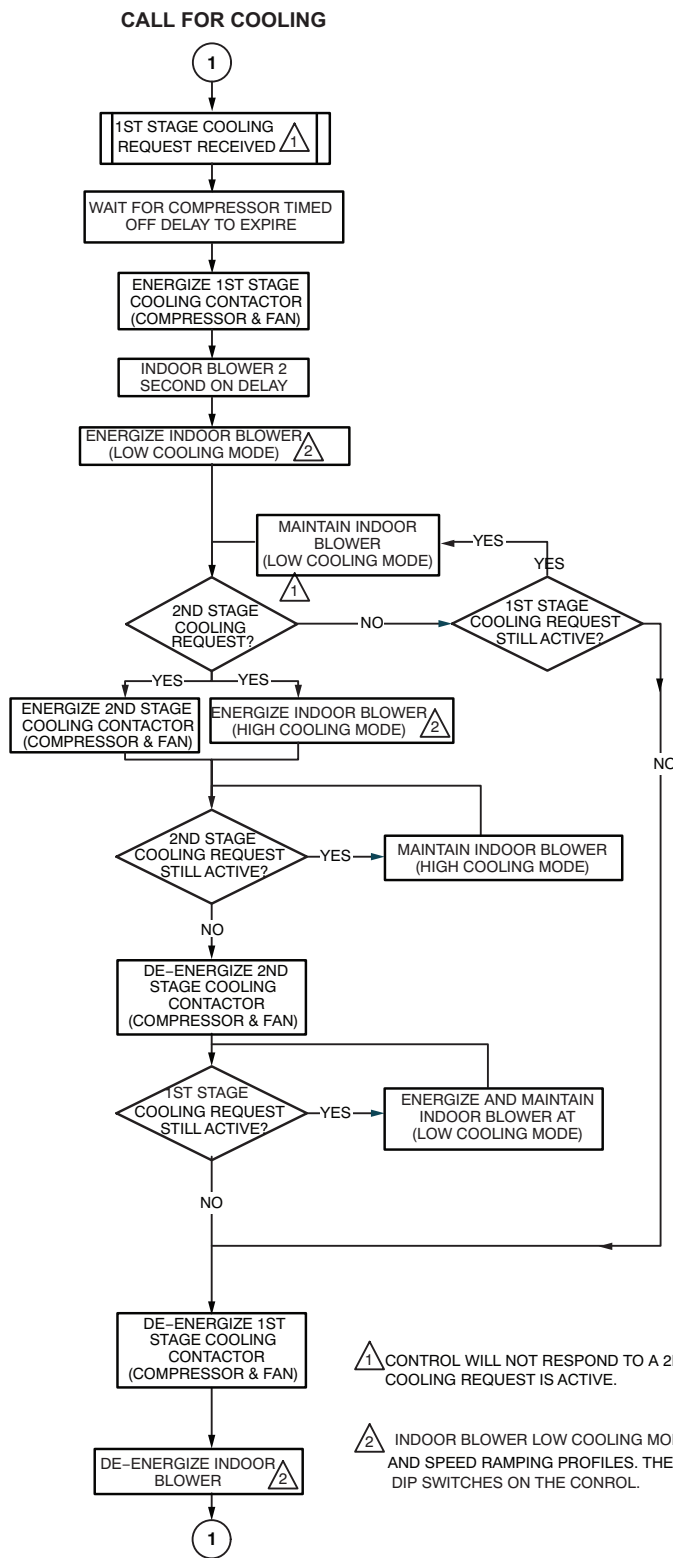 CALL FOR COOLING
1
1ST STAGE COOLING
REQUEST RECEIVED 1
WAIT FOR COMPRESSOR TIMED
OFF DELAY TO EXPIRE
ENERGIZE 1ST STAGE
COOLING CONTACTOR
(COMPRESSOR & FAN)
INDOOR BLOWER 2
SECOND ON DELAY
ENERGIZE INDOOR BLOWER
(LOW COOLING MODE) 2
MAINTAIN INDOOR
BLOWER
(LOW COOLING MODE)
1
YES
YES
2ND STAGE
COOLING
REQUEST?
NO
1ST STAGE
COOLING REQUEST
STILL ACTIVE?
YES
YES
ENERGIZE 2ND STAGE
COOLING CONTACTOR
(COMPRESSOR & FAN)
ENERGIZE INDOOR BLOWER
(HIGH COOLING MODE) 2
NO
2ND STAGE
COOLING REQUEST
STILL ACTIVE?
YES
MAINTAIN INDOOR BLOWER
(HIGH COOLING MODE)
NO
DE–ENERGIZE 2ND
STAGE COOLING
CONTACTOR
(COMPRESSOR & FAN)
1ST STAGE
COOLING REQUEST
STILL ACTIVE?
YES
ENERGIZE AND MAINTAIN
INDOOR BLOWER AT
(LOW COOLING MODE)
NO
DE–ENERGIZE 1ST
STAGE COOLING
CONTACTOR
(COMPRESSOR & FAN)
1 CONTROL WILL NOT RESPOND TO A
COOLING REQUEST IS ACTIVE.
2 INDOOR BLOWER LOW COOLING
AND SPEED RAMPING PROFILES. THE
DIP SWITCHES ON THE CONROL.
DE–ENERGIZE INDOOR
BLOWER 2
1